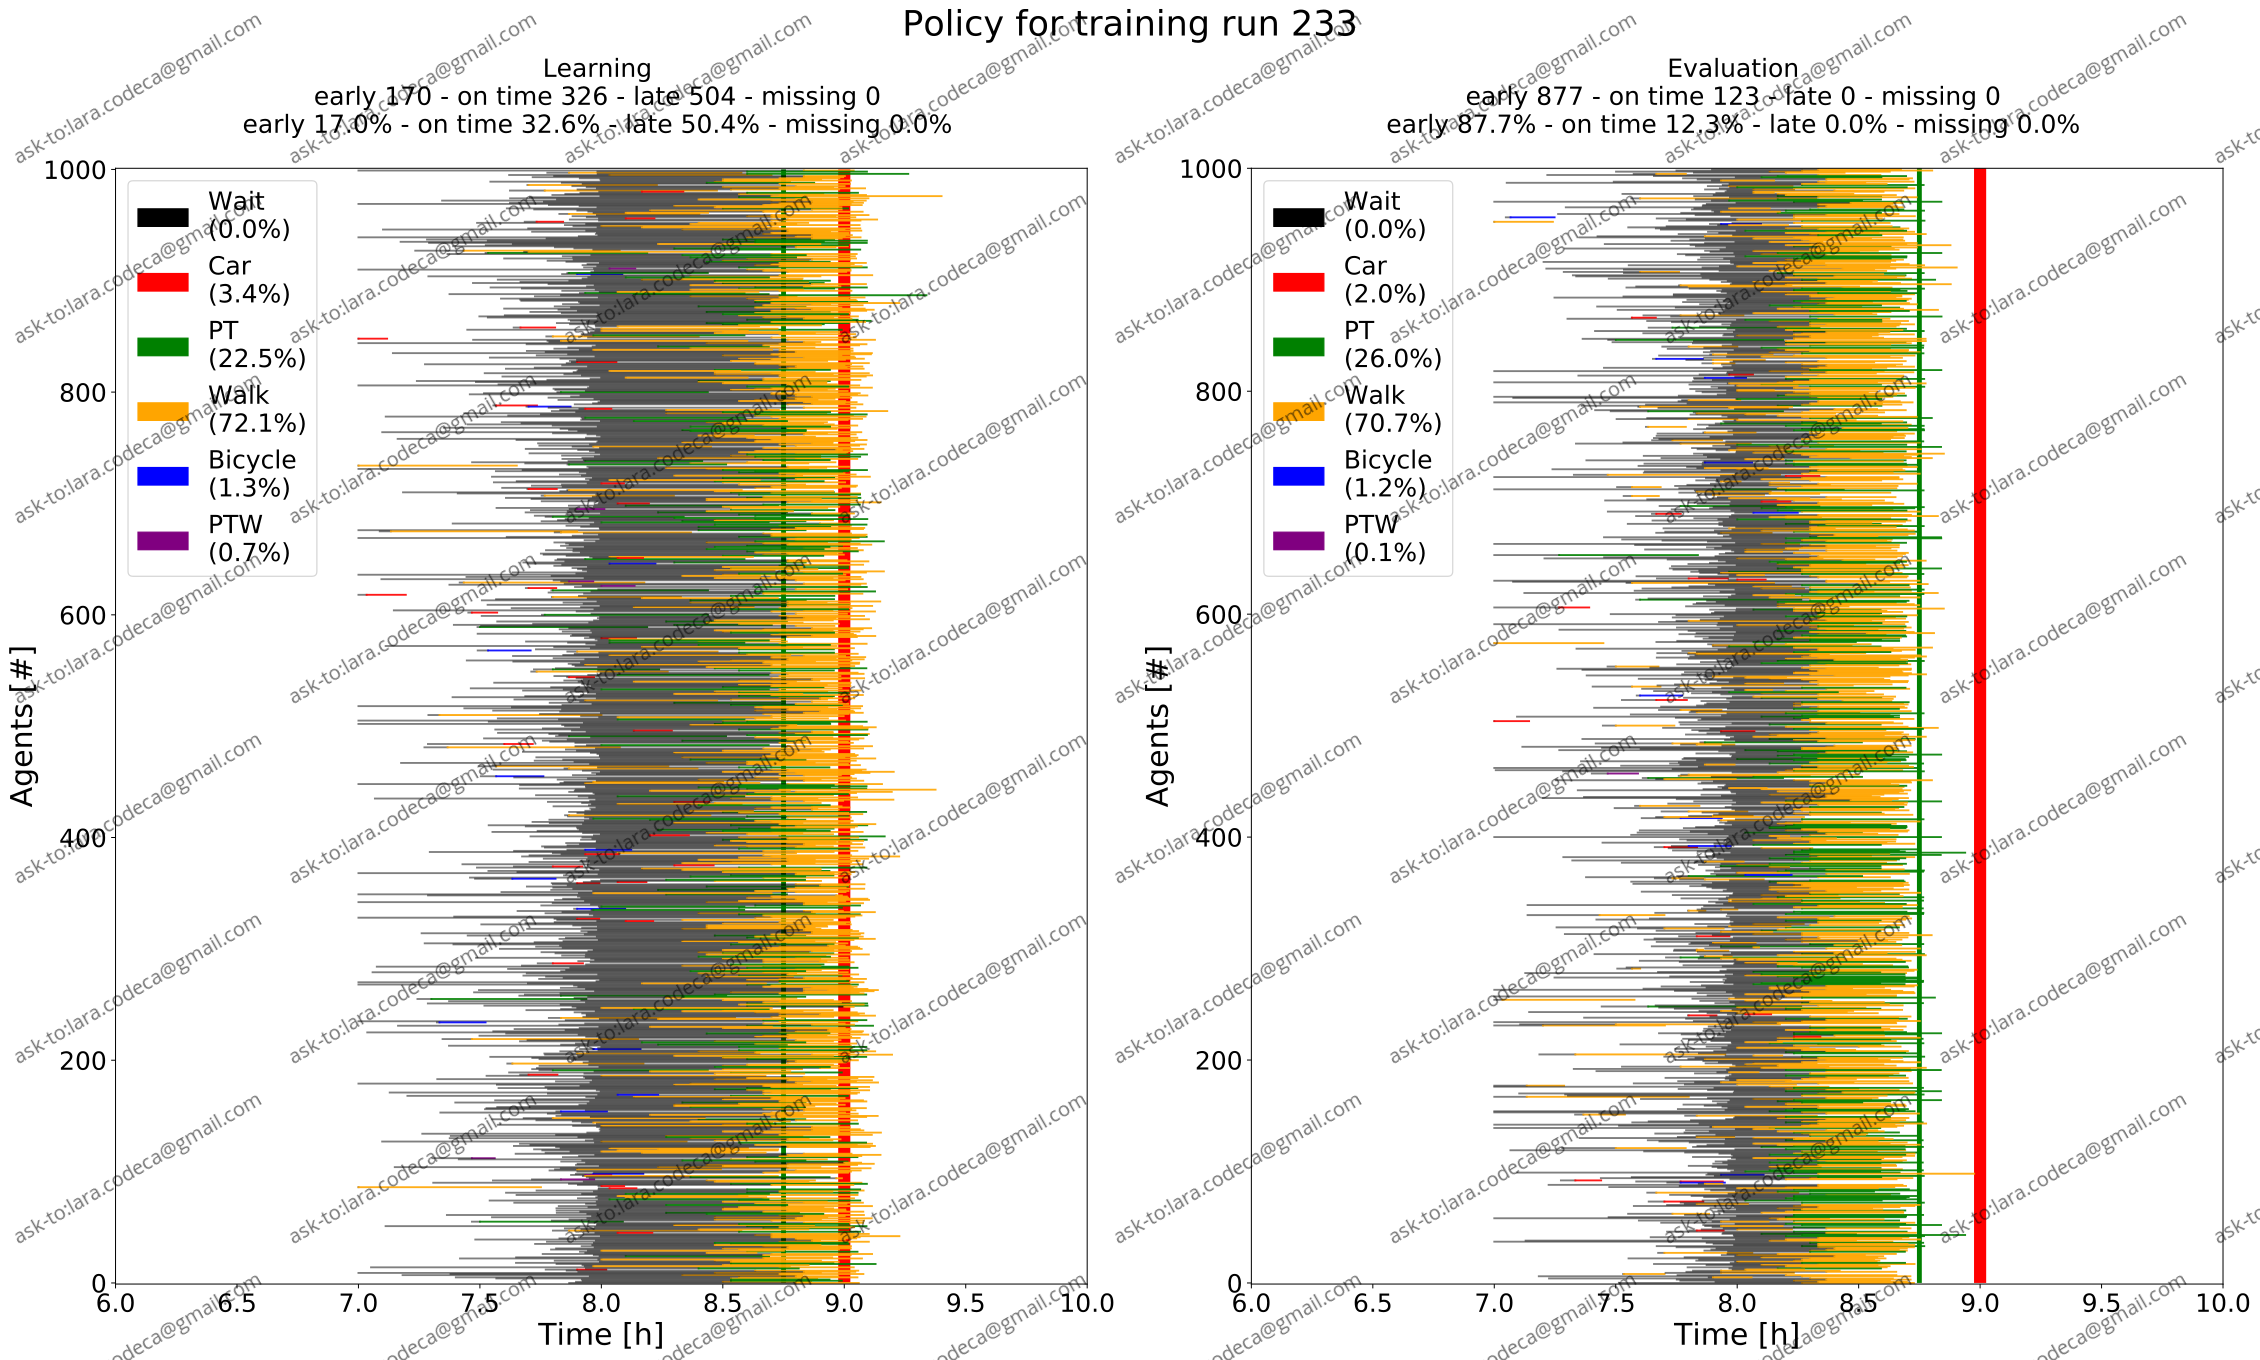 Policy for training run 233
Learning
early 170 - on time 326 - late 504 - missing 0
early 17.0% - on time 32.6% - late 50.4% - missing 0.0%
1000
800
600
400
200
0
Agents [#]
Wait
(0.0%)
Car
(3.4%)
PT
(22.5%)
Walk
(72.1%)
Bicycle
(1.3%)
PTW
(0.7%)
6.0 6.5 7.0 7.5 8.0 8.5 9.0 9.5 10.0
Time [h]
Evaluation
early 877 - on time 123 - late 0 - missing 0
early 87.7% - on time 12.3% - late 0.0% - missing 0.0%
1000
800
600
400
200
0
Agents [#]
Wait
(0.0%)
Car
(2.0%)
PT
(26.0%)
Walk
(70.7%)
Bicycle
(1.2%)
PTW
(0.1%)
6.0 6.5 7.0 7.5 8.0 8.5 9.0 9.5 10.0
Time [h]
ask-to:lara.codeca@gmail.com